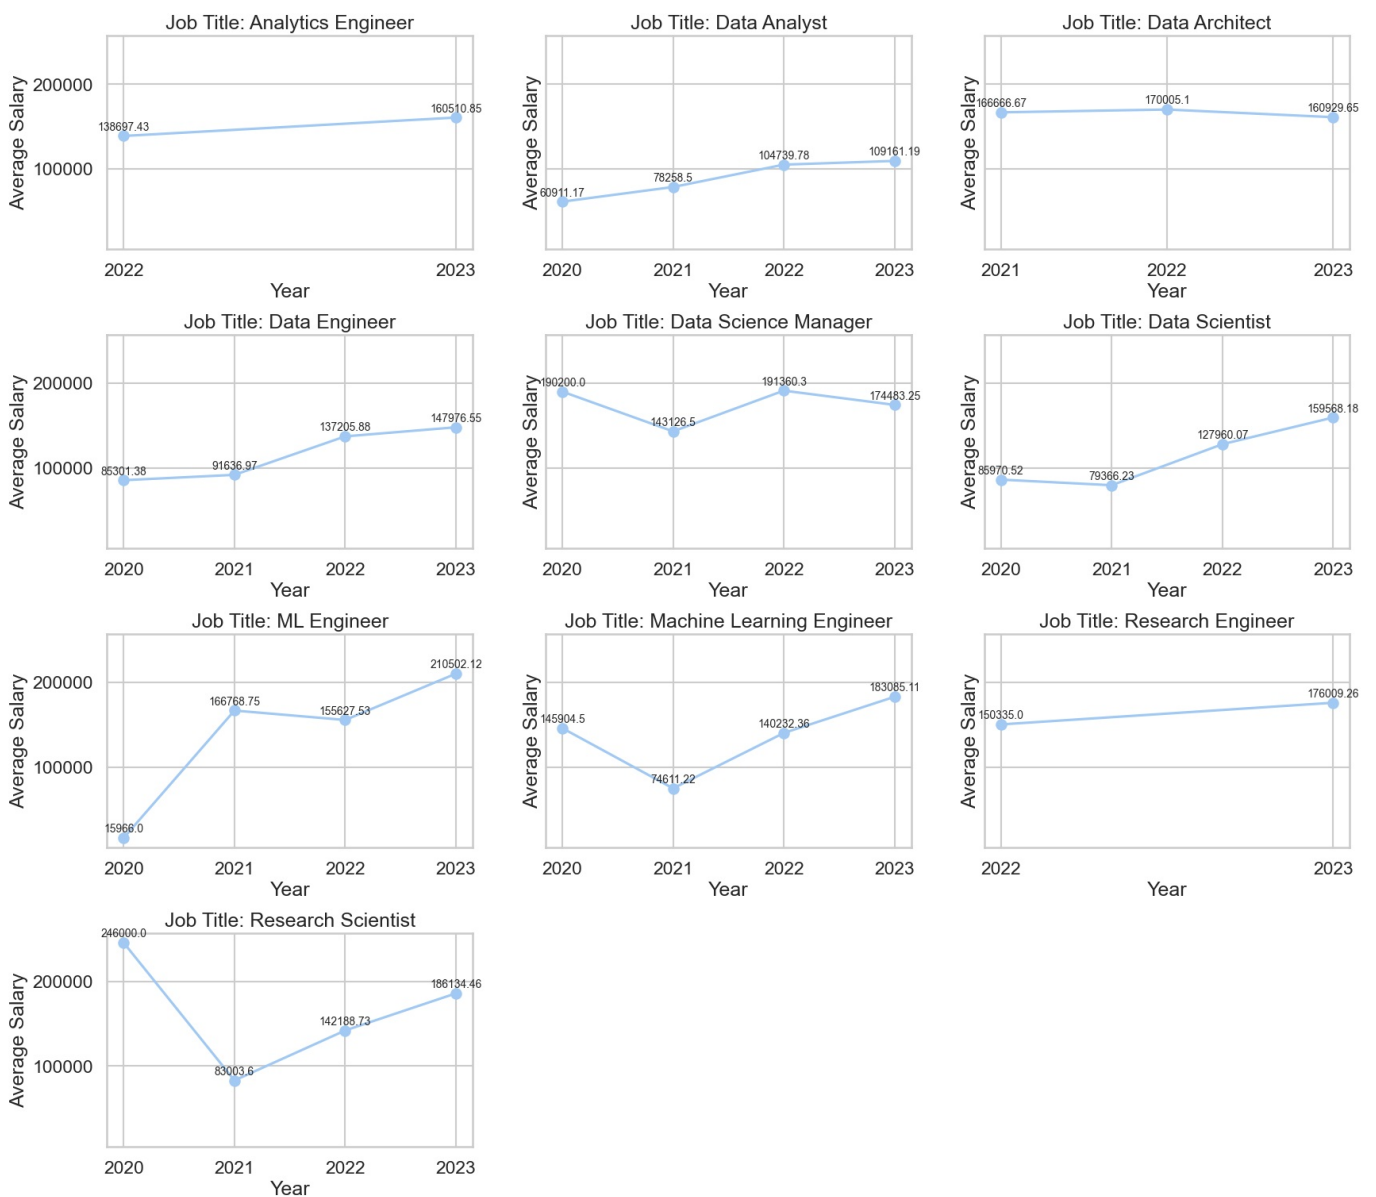 Job Title: Analytics Engineer
Average Salary
200000
100000
138697.43
160510.85
2022
2023
Year
Job Title: Data Analyst
Average Salary
60911.17
78258.5
104739.78
109161.19
2020
2021
2022
2023
Year
Job Title: Data Architect
Average Salary
166666.67
170005.1
160929.65
2021
2022
2023
Year
Job Title: Data Engineer
Average Salary
200000
100000
85301.38
91636.97
137205.88
147976.55
2020
2021
2022
2023
Year
Job Title: Data Science Manager
Average Salary
190200.0
143126.5
191360.3
174483.25
2020
2021
2022
2023
Year
Job Title: Data Scientist
Average Salary
85970.52
79366.23
127960.07
159568.18
2020
2021
2022
2023
Year
Job Title: ML Engineer
Average Salary
200000
100000
15966.0
166768.75
155627.53
210502.12
2020
2021
2022
2023
Year
Job Title: Machine Learning Engineer
Average Salary
145904.5
74611.22
140232.36
183085.11
2020
2021
2022
2023
Year
Job Title: Research Engineer
Average Salary
150335.0
176009.26
2022
2023
Year
Job Title: Research Scientist
Average Salary
200000
100000
246000.0
83003.6
142188.73
186134.46
2020
2021
2022
2023
Year